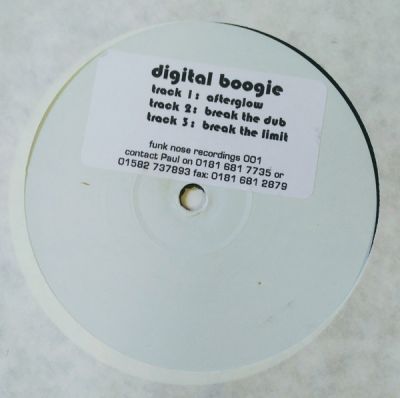 digital boogie
track 1: afterglow
track 2: break the dub
track 3: break the limit
funk nose recordings 001
contact Paul on 0181 681 7735 or
01582 737893 fax: 0181 681 2879